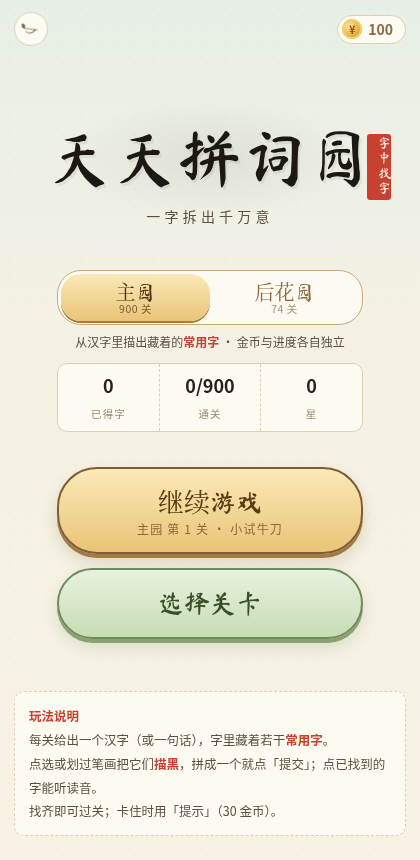 ¥ 100
天天拼词园
字中找字
一字拆出千万意
主园
900 关
后花园
74 关
从汉字里描出藏着的常用字 · 金币与进度各自独立
0
已得字
0/900
通关
0
星
继续游戏
主园 第 1 关 · 小试牛刀
选择关卡
玩法说明
每关给出一个汉字（或一句话），字里藏着若干常用字。
点选或划过笔画把它们描黑，拼成一个就点「提交」；点已找到的
字能听读音。
找齐即可过关；卡住时用「提示」（30 金币）。